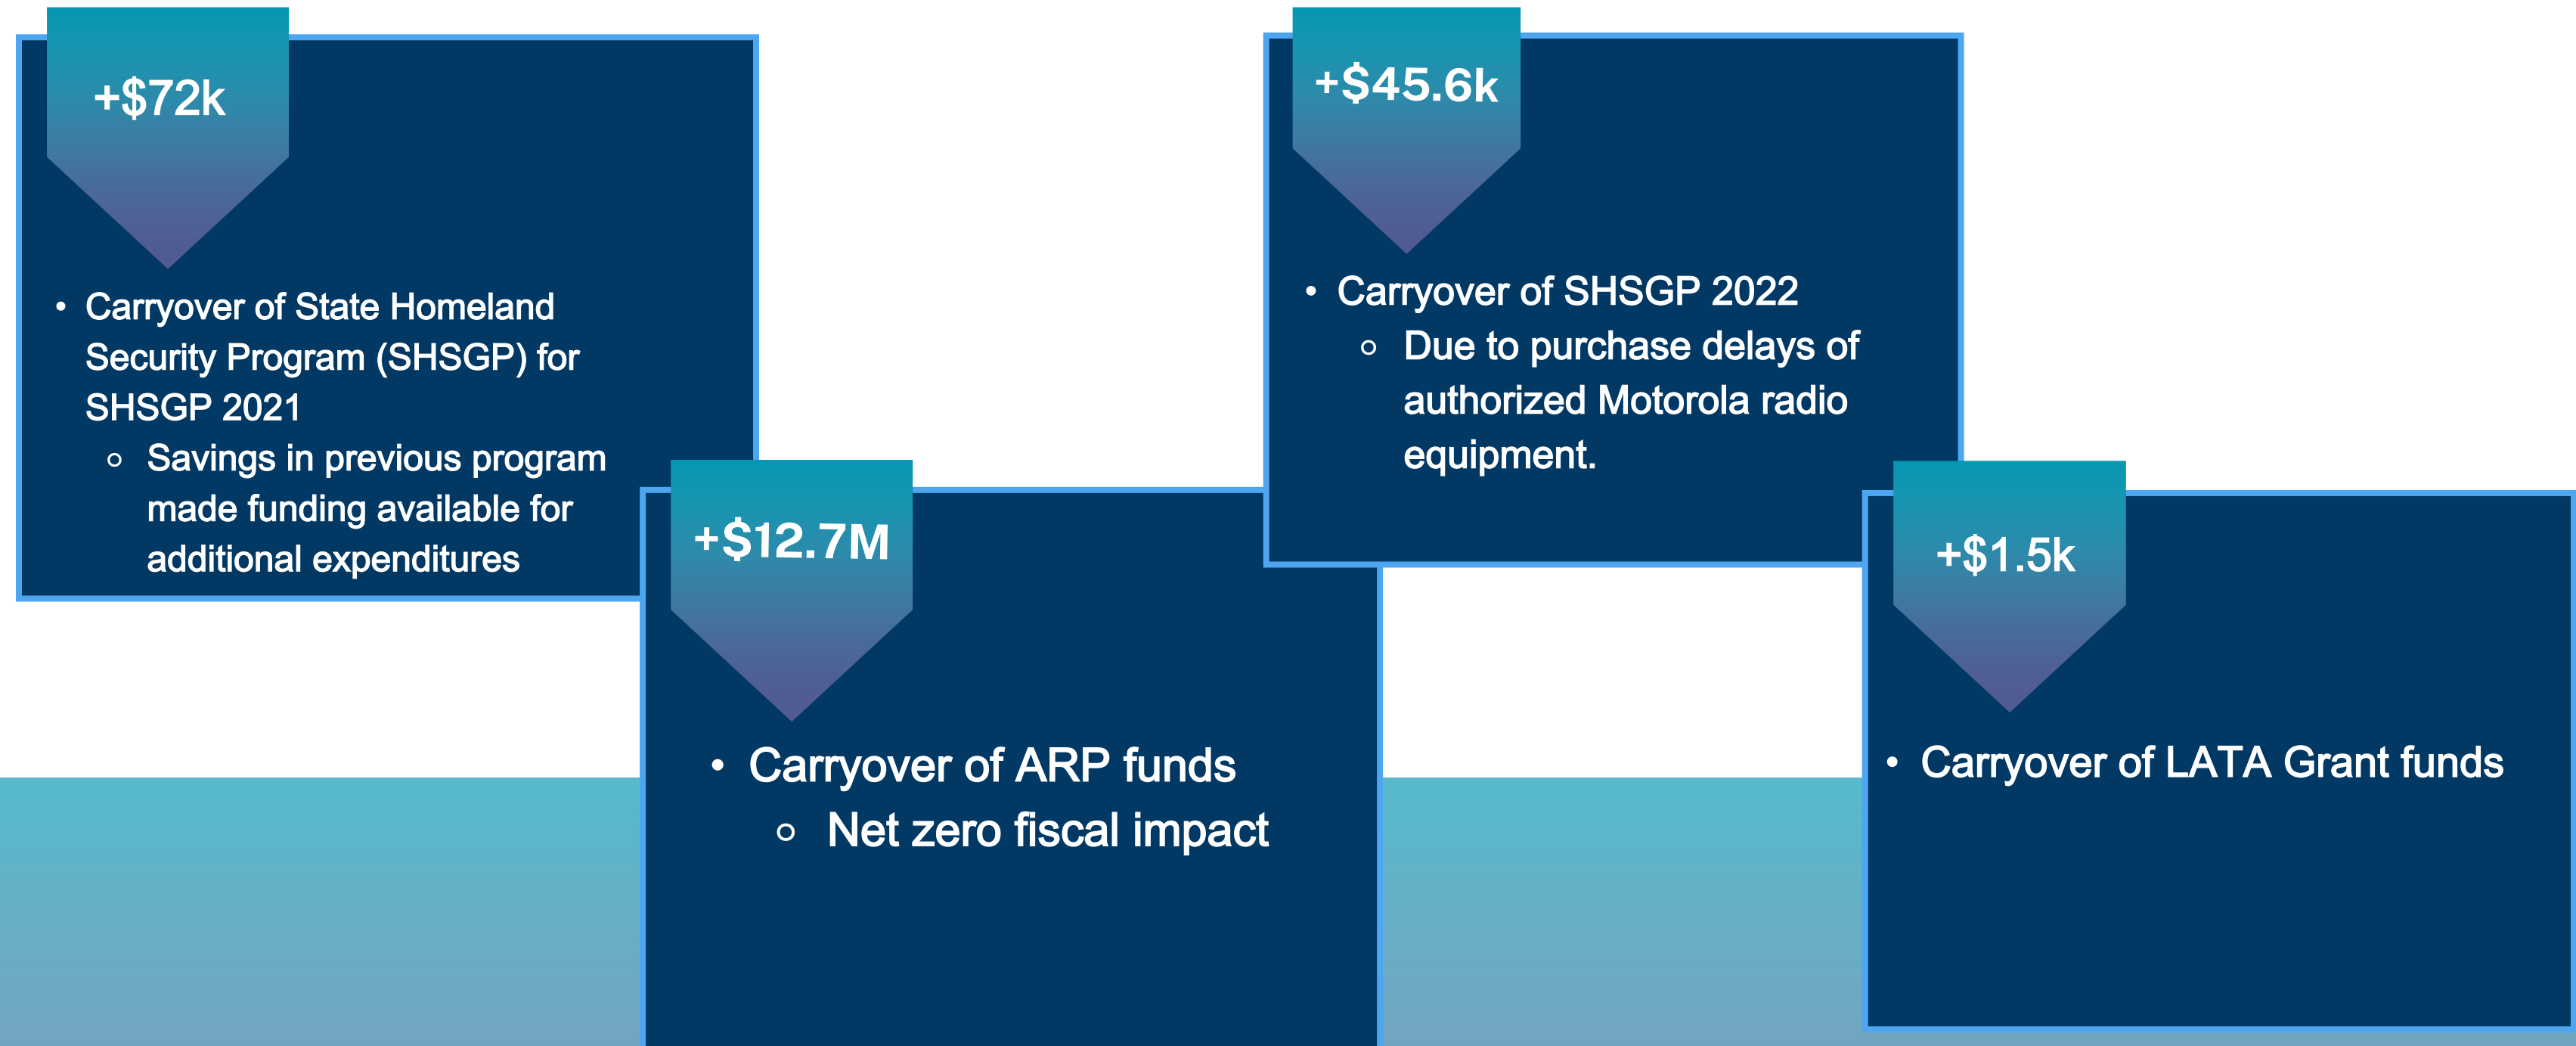 +$72k
• Carryover of State Homeland
Security Program (SHSGP) for
SHSGP 2021
○ Savings in previous program
made funding available for
additional expenditures
+$12.7M
• Carryover of ARP funds
○ Net zero fiscal impact
+$45.6k
• Carryover of SHSGP 2022
○ Due to purchase delays of
authorized Motorola radio
equipment.
+$1.5k
• Carryover of LATA Grant funds